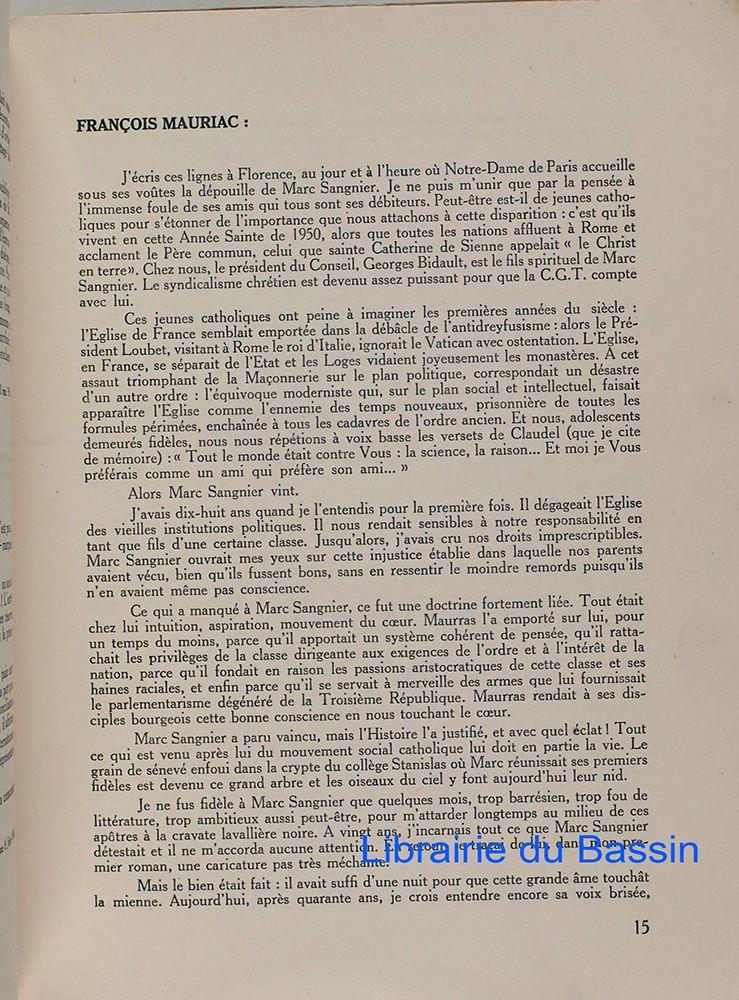 FRANÇOIS MAURIAC :
J'écris ces lignes à Florence, au jour et à l'heure où Notre-Dame de Paris accueille
sous ses voûtes la dépouille de Marc Sangnier. Je ne puis m'unir que par la pensée à
l'immense foule de ses amis qui tous sont ses débiteurs. Peut-être est-il de jeunes catho-
liques pour s'étonner de l'importance que nous attachons à cette disparition : c'est qu'ils
vivent en cette Année Sainte de 1950, alors que toutes les nations affluent à Rome et
acclament le Père commun, celui que sainte Catherine de Sienne appelait « le Christ
en terre». Chez nous, le président du Conseil, Georges Bidault, est le fils spirituel de Marc
Sangnier. Le syndicalisme chrétien est devenu assez puissant pour que la C.G.T. compte
avec lui.
Ces jeunes catholiques ont peine à imaginer les premières années du siècle :
l'Eglise de France semblait emportée dans la débâcle de l'antidreyfusisme : alors le Pré-
sident Loubet, visitant à Rome le roi d'Italie, ignorait le Vatican avec ostentation. L'Eglise,
en France, se séparait de l'Etat et les Loges vidaient joyeusement les monastères. A cet
assaut triomphant de la Maçonnerie sur le plan politique, correspondait un désastre
d'un autre ordre : l'équivoque moderniste qui, sur le plan social et intellectuel, faisait
apparaître l'Eglise comme l'ennemie des temps nouveaux, prisonnière de toutes les
formules périmées, enchaînée à tous les cadavres de l'ordre ancien. Et nous, adolescents
demeurés fidèles, nous nous répétions à voix basse les versets de Claudel (que je cite
de mémoire) : « Tout le monde était contre Vous : la science, la raison... Et moi je Vous
préférais comme un ami qui préfère son ami... »
Alors Marc Sangnier vint.
J'avais dix-huit ans quand je l'entendis pour la première fois. Il dégageait l'Eglise
des vieilles institutions politiques. Il nous rendait sensibles à notre responsabilité en
tant que fils d'une certaine classe. Jusqu'alors, j'avais cru nos droits imprescriptibles.
Marc Sangnier ouvrait mes yeux sur cette injustice établie dans laquelle nos parents
avaient vécu, bien qu'ils fussent bons, sans en ressentir le moindre remords puisqu'ils
n'en avaient même pas conscience.
Ce qui a manqué à Marc Sangnier, ce fut une doctrine fortement liée. Tout était
chez lui intuition, aspiration, mouvement du cœur. Maurras l'a emporté sur lui, pour
un temps du moins, parce qu'il apportait un système cohérent de pensée, qu'il ratta-
chait les privilèges de la classe dirigeante aux exigences de l'ordre et à l'intérêt de la
nation, parce qu'il fondait en raison les passions aristocratiques de cette classe et ses
haines raciales, et enfin parce qu'il se servait à merveille des armes que lui fournissait
le parlementarisme dégénéré de la Troisième République. Maurras rendait à ses dis-
ciples bourgeois cette bonne conscience en nous touchant le cœur.
Marc Sangnier a paru vaincu, mais l'Histoire l'a justifié, et avec quel éclat ! Tout
ce qui est venu après lui du mouvement social catholique lui doit en partie la vie. Le
grain de sénevé enfoui dans la crypte du collège Stanislas où Marc réunissait ses premiers
fidèles est devenu ce grand arbre et les oiseaux du ciel y font aujourd'hui leur nid.
Je ne fus fidèle à Marc Sangnier que quelques mois, trop barrésien, trop fou de
littérature, trop ambitieux aussi peut-être, pour m'attarder longtemps au milieu de ces
apôtres à la cravate lavallière noire. A vingt ans, j'incarnais tout ce que Marc Sangnier
détestait et il ne m'accorda aucune attention. En retour, je traçai de lui, dans mon pre-
mier roman, une caricature pas très méchante.
Librairie du Bassin
Mais le bien était fait : il avait suffi d'une nuit pour que cette grande âme touchât
la mienne. Aujourd'hui, après quarante ans, je crois entendre encore sa voix brisée,
15